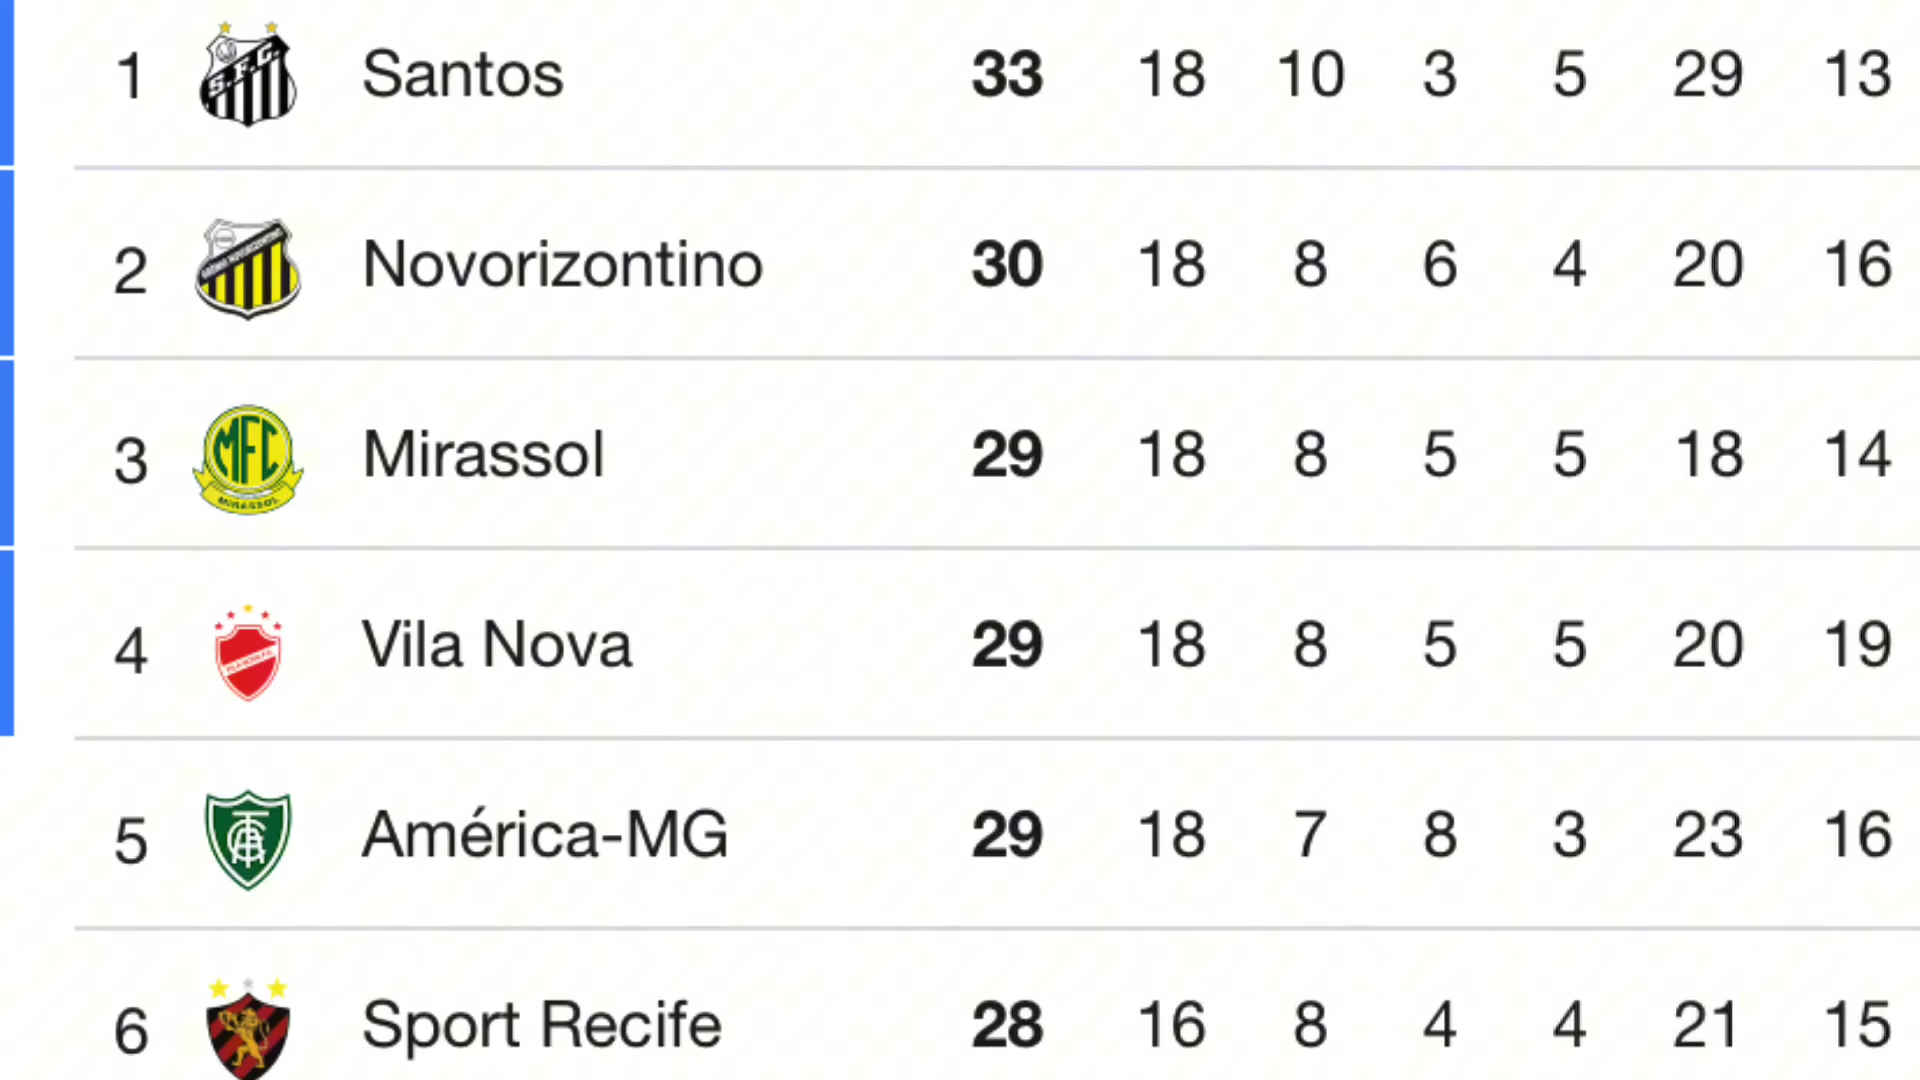 1 S.F.C. Santos 33 18 10 3 5 29 13
2 Novorizontino 30 18 8 6 4 20 16
3 MFC MIRASSOL Mirassol 29 18 8 5 5 18 14
4 Vila Nova 29 18 8 5 5 20 19
5 América-MG 29 18 7 8 3 23 16
6 Sport Recife 28 16 8 4 4 21 15